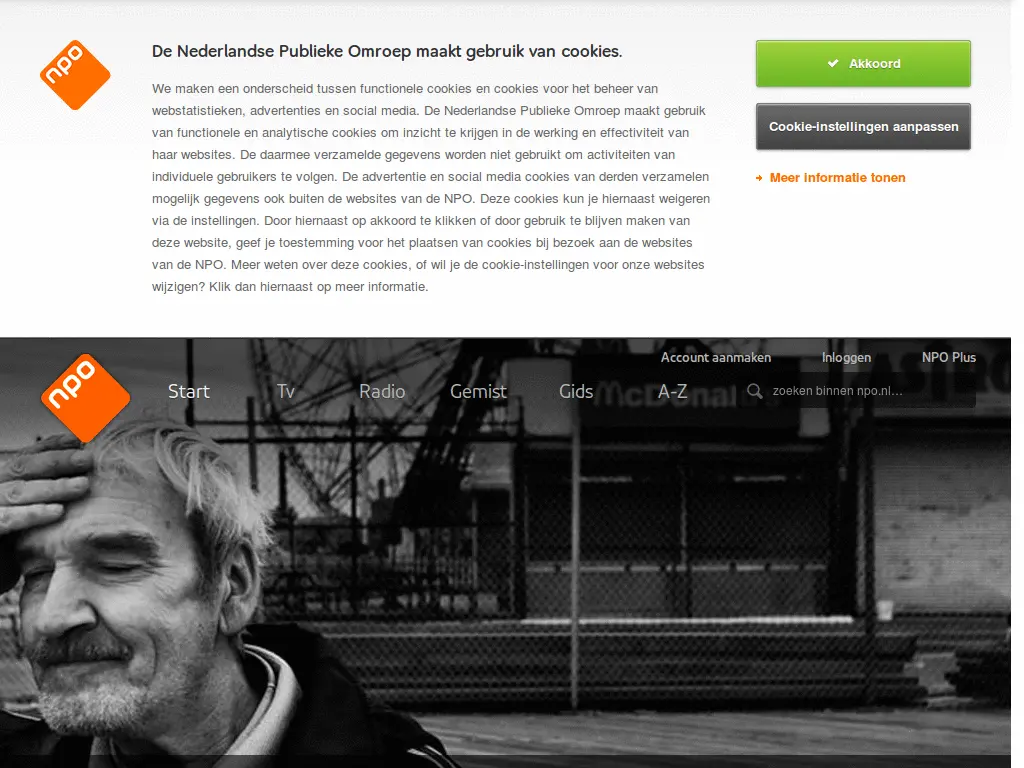 npo
De Nederlandse Publieke Omroep maakt gebruik van cookies.
We maken een onderscheid tussen functionele cookies en cookies voor het beheer van
webstatistieken, advertenties en social media. De Nederlandse Publieke Omroep maakt gebruik
van functionele en analytische cookies om inzicht te krijgen in de werking en effectiviteit van
haar websites. De daarmee verzamelde gegevens worden niet gebruikt om activiteiten van
individuele gebruikers te volgen. De advertentie en social media cookies van derden verzamelen
mogelijk gegevens ook buiten de websites van de NPO. Deze cookies kun je hiernaast weigeren
via de instellingen. Door hiernaast op akkoord te klikken of door gebruik te blijven maken van
deze website, geef je toestemming voor het plaatsen van cookies bij bezoek aan de websites
van de NPO. Meer weten over deze cookies, of wil je de cookie-instellingen voor onze websites
wijzigen? Klik dan hiernaast op meer informatie.
Akkoord
Cookie-instellingen aanpassen
Meer informatie tonen
Account aanmaken
Inloggen
NPO Plus
npo
Start
Tv
Radio
Gemist
Gids
A-Z
zoeken binnen npo.nl...
McDonal